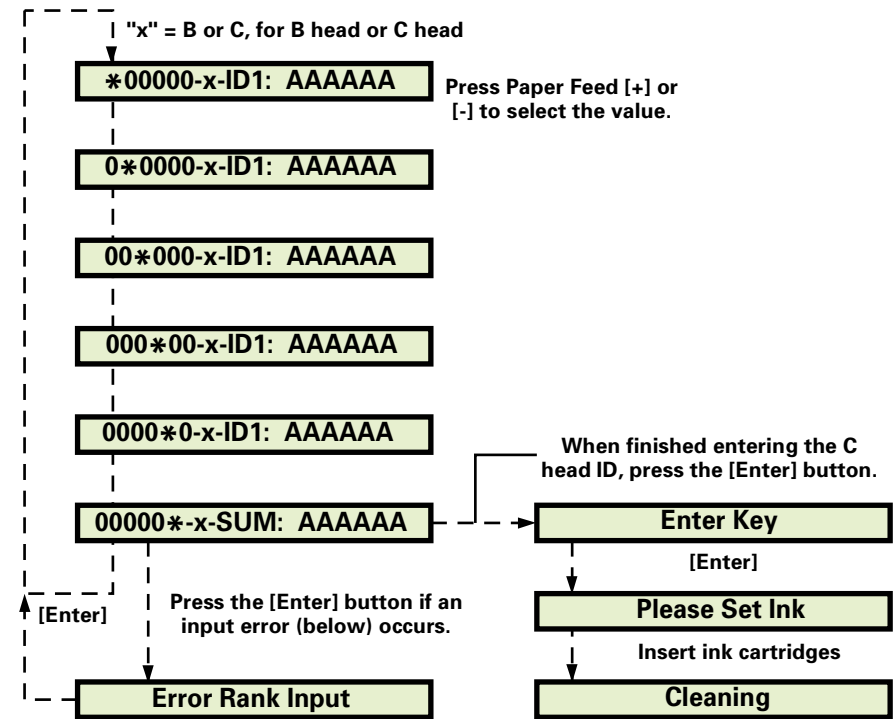 "x" = B or C, for B head or C head
*00000-x-ID1: AAAAAA
Press Paper Feed [+] or
[-] to select the value.
0*0000-x-ID1: AAAAAA
00*000-x-ID1: AAAAAA
000*00-x-ID1: AAAAAA
0000*0-x-ID1: AAAAAA
When finished entering the C
head ID, press the [Enter] button.
00000*-x-SUM: AAAAAA
Enter Key
[Enter]
[Enter]
Press the [Enter] button if an
input error (below) occurs.
Please Set Ink
Insert ink cartridges
Error Rank Input
Cleaning